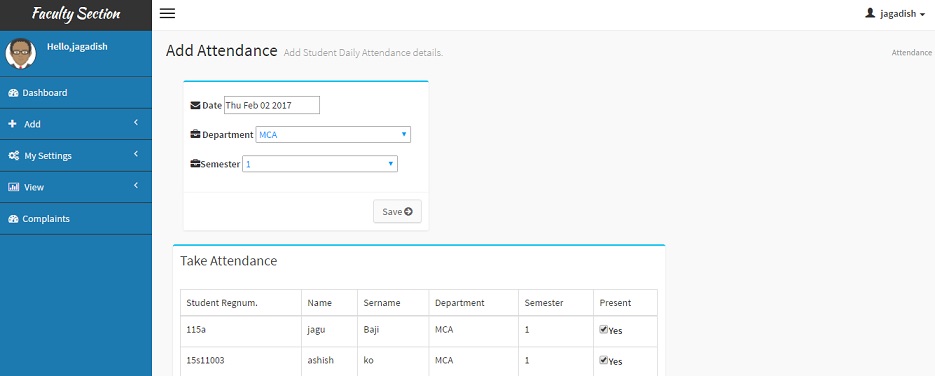 Faculty Section
jagadish
Hello,jagadish
Dashboard
Add
My Settings
View
Complaints
Add Attendance Add Student Daily Attendance details.
Attendance
Date Thu Feb 02 2017
Department MCA
Semester 1
Save
Take Attendance
Student Regnum. Name Sername Department Semester Present
115a jagu Baji MCA 1 Yes
15s11003 ashish ko MCA 1 Yes